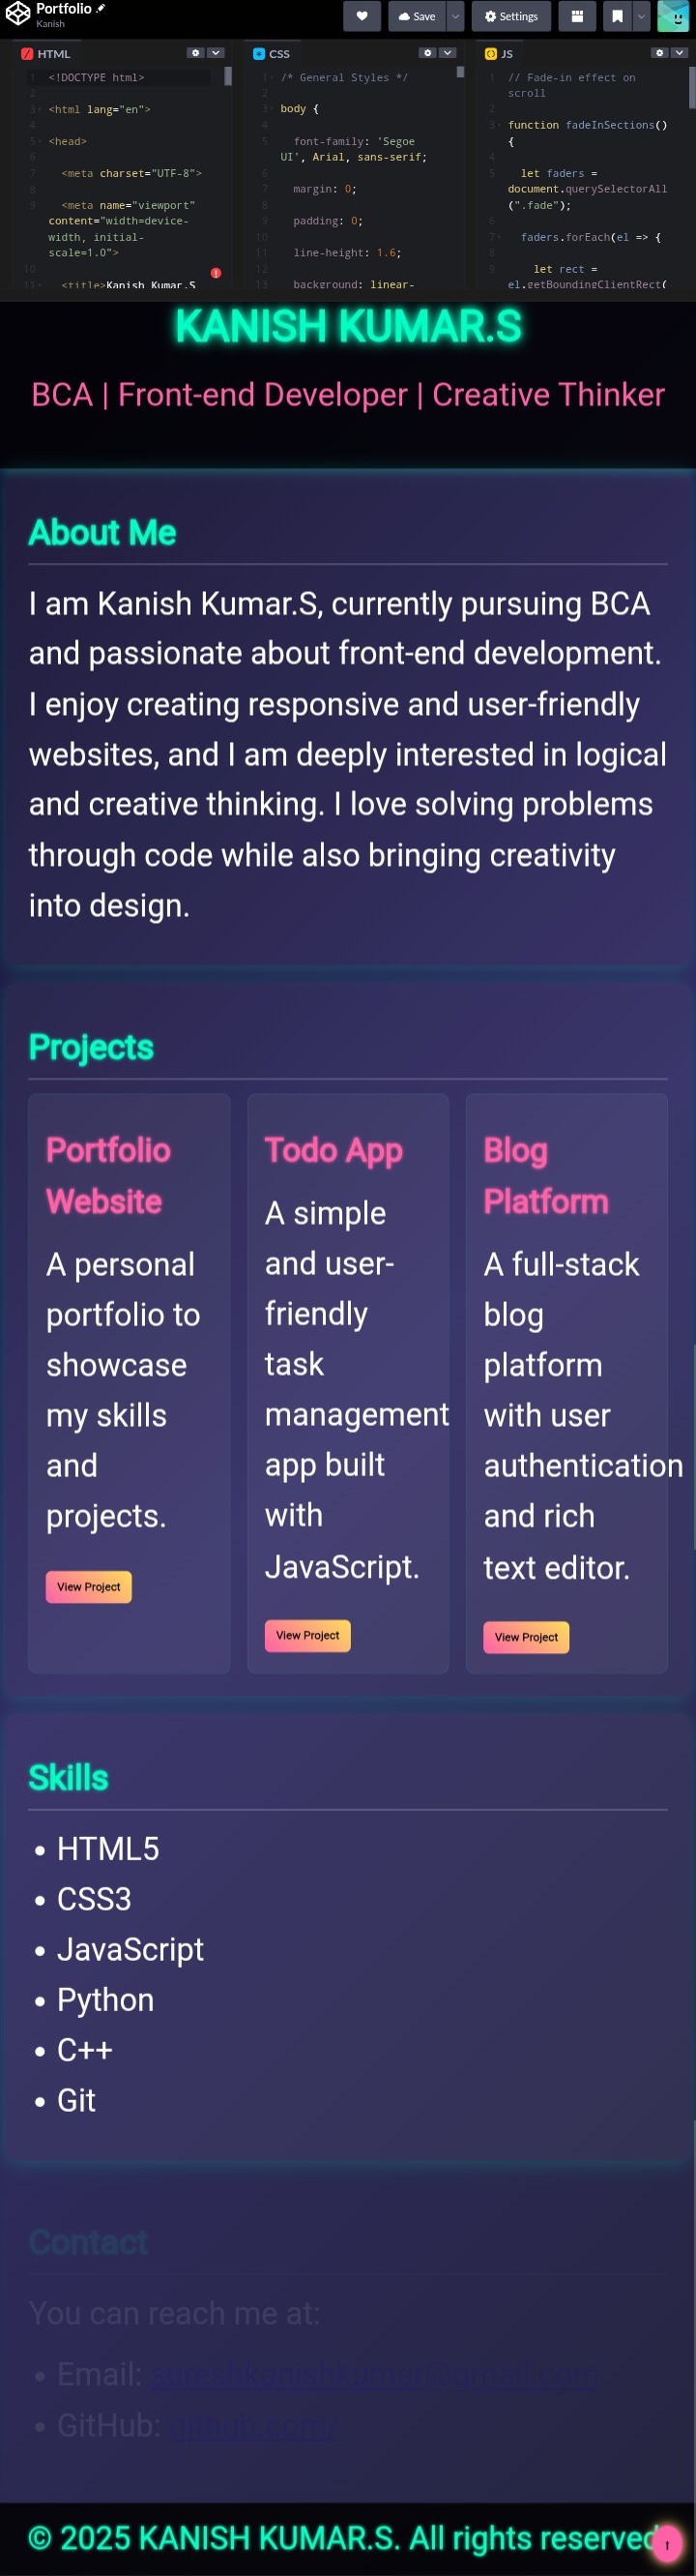 Portfolio
Kanish
Save
Settings
HTML
CSS
JS
1 <!DOCTYPE html>
2
3 <html lang="en">
4
5 <head>
6
7 <meta charset="UTF-8">
8
9 <meta name="viewport"
content="width=device-
width, initial-
scale=1.0">
10
11 <title>Kanish Kumar.S
1 /* General Styles */
2
3 body {
4
5 font-family: 'Segoe
UI', Arial, sans-serif;
6
7 margin: 0;
8
9 padding: 0;
10
11 line-height: 1.6;
12
13 background: linear-
1 // Fade-in effect on
scroll
2
3 function fadeInSections()
{
4
5 let faders =
document.querySelectorAll
(".fade");
6
7 faders.forEach(el => {
8
9 let rect =
el.getBoundingClientRect(
KANISH KUMAR.S
BCA | Front-end Developer | Creative Thinker
About Me
I am Kanish Kumar.S, currently pursuing BCA
and passionate about front-end development.
I enjoy creating responsive and user-friendly
websites, and I am deeply interested in logical
and creative thinking. I love solving problems
through code while also bringing creativity
into design.
Projects
Portfolio
Website
A personal
portfolio to
showcase
my skills
and
projects.
View Project
Todo App
A simple
and user-
friendly
task
management
app built
with
JavaScript.
View Project
Blog
Platform
A full-stack
blog
platform
with user
authentication
and rich
text editor.
View Project
Skills
• HTML5
• CSS3
• JavaScript
• Python
• C++
• Git
Contact
You can reach me at:
• Email: sureshkanishkumar@gmail.com
• GitHub: github.com/
© 2025 KANISH KUMAR.S. All rights reserved
↑